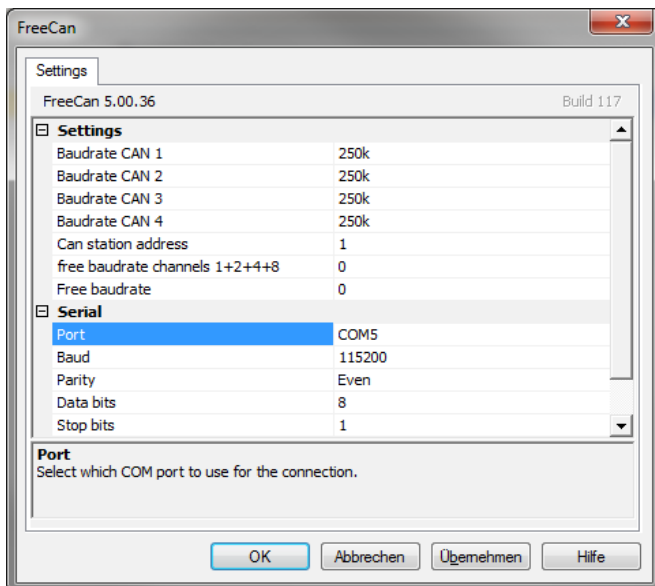 FreeCan
Settings
FreeCan 5.00.36 Build 117
Settings
Baudrate CAN 1 250k
Baudrate CAN 2 250k
Baudrate CAN 3 250k
Baudrate CAN 4 250k
Can station address 1
free baudrate channels 1+2+4+8 0
Free baudrate 0
Serial
Port COM5
Baud 115200
Parity Even
Data bits 8
Stop bits 1
Port
Select which COM port to use for the connection.
OK Abbrechen Übernehmen Hilfe